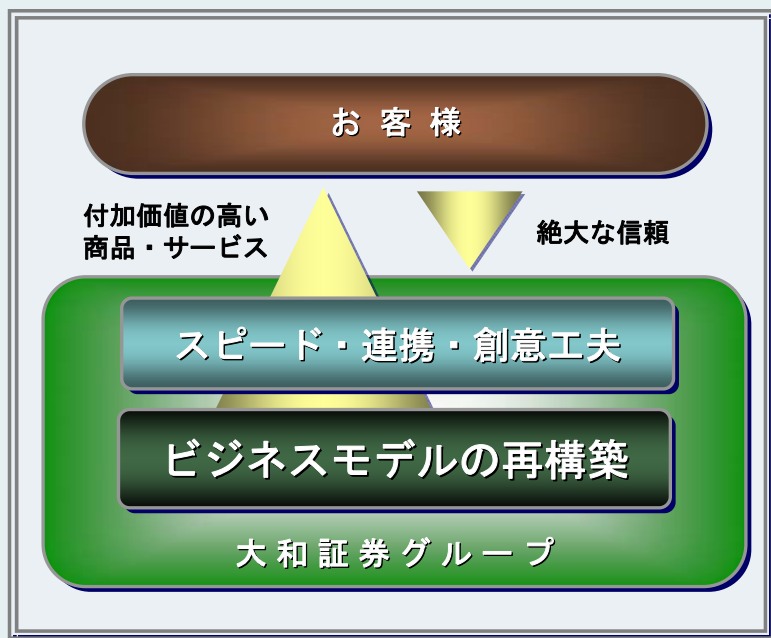 お客様
付加価値の高い
商品・サービス
絶大な信頼
スピード・連携・創意工夫
ビジネスモデルの再構築
大和証券グループ